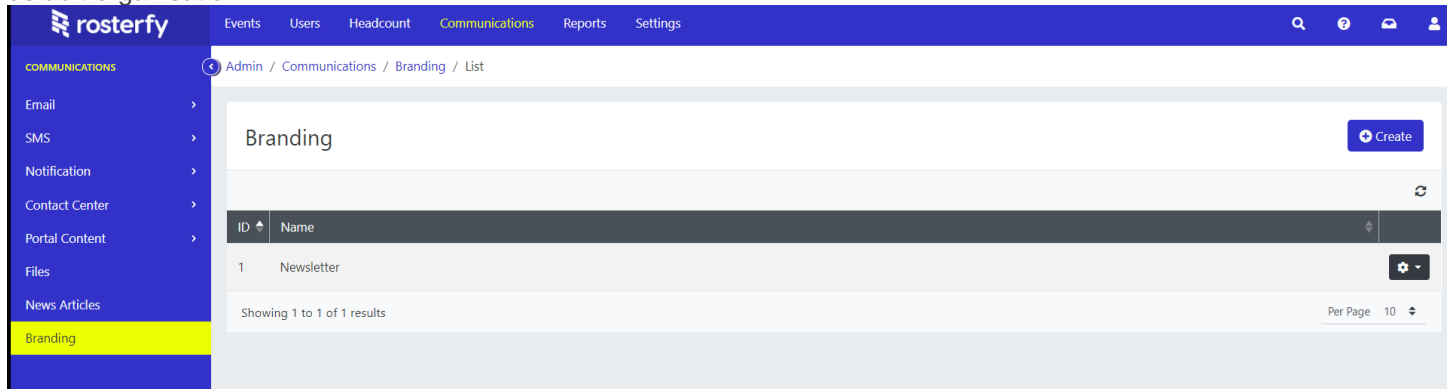 rosterfy
Events Users Headcount Communications Reports Settings
COMMUNICATIONS
Admin / Communications / Branding / List
Email
SMS
Notification
Contact Center
Portal Content
Files
News Articles
Branding
Branding
Create
ID Name
1 Newsletter
Showing 1 to 1 of 1 results
Per Page 10